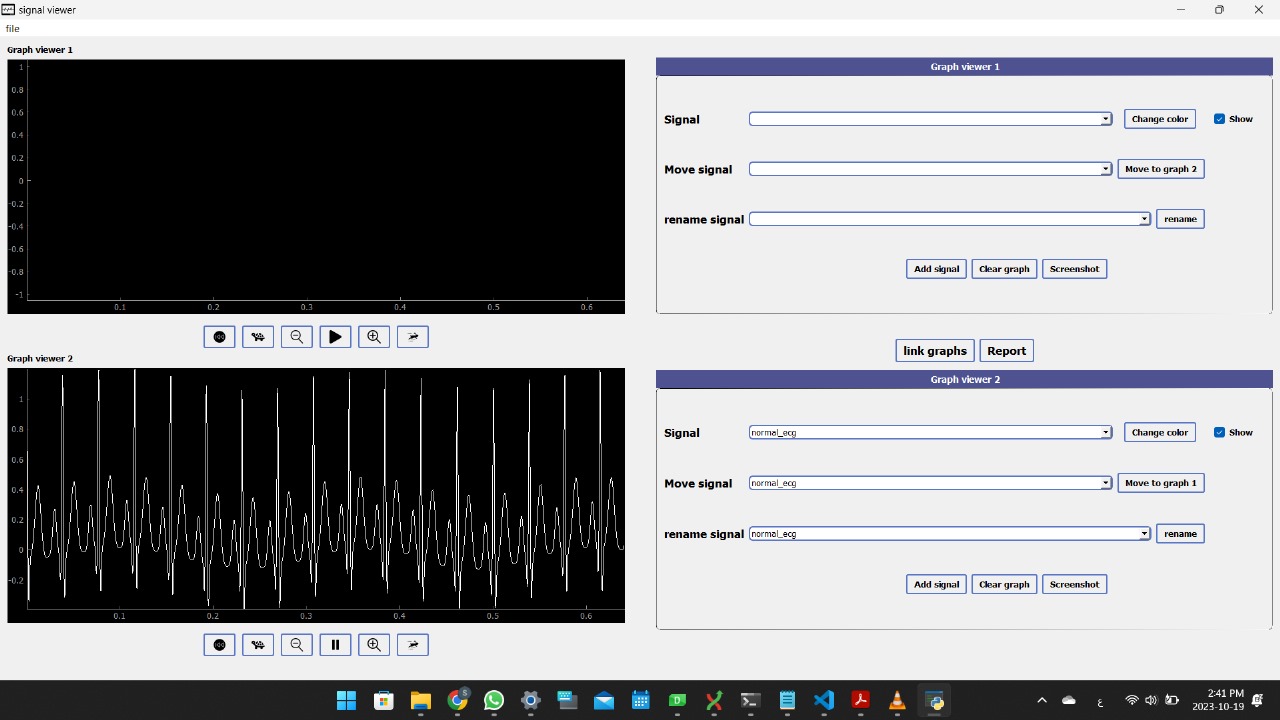 signal viewer
file
Graph viewer 1
1
0.8
0.6
0.4
0.2
0
-0.2
-0.4
-0.6
-0.8
-1
0.1 0.2 0.3 0.4 0.5 0.6
Graph viewer 1
Signal Change color Show
Move signal Move to graph 2
rename signal rename
Add signal Clear graph Screenshot
link graphs Report
Graph viewer 2
1
0.8
0.6
0.4
0.2
0
-0.2
0.1 0.2 0.3 0.4 0.5 0.6
Graph viewer 2
Signal normal_ecg Change color Show
Move signal normal_ecg Move to graph 1
rename signal normal_ecg rename
Add signal Clear graph Screenshot
S
D
ع
2:41 PM
2023-10-19